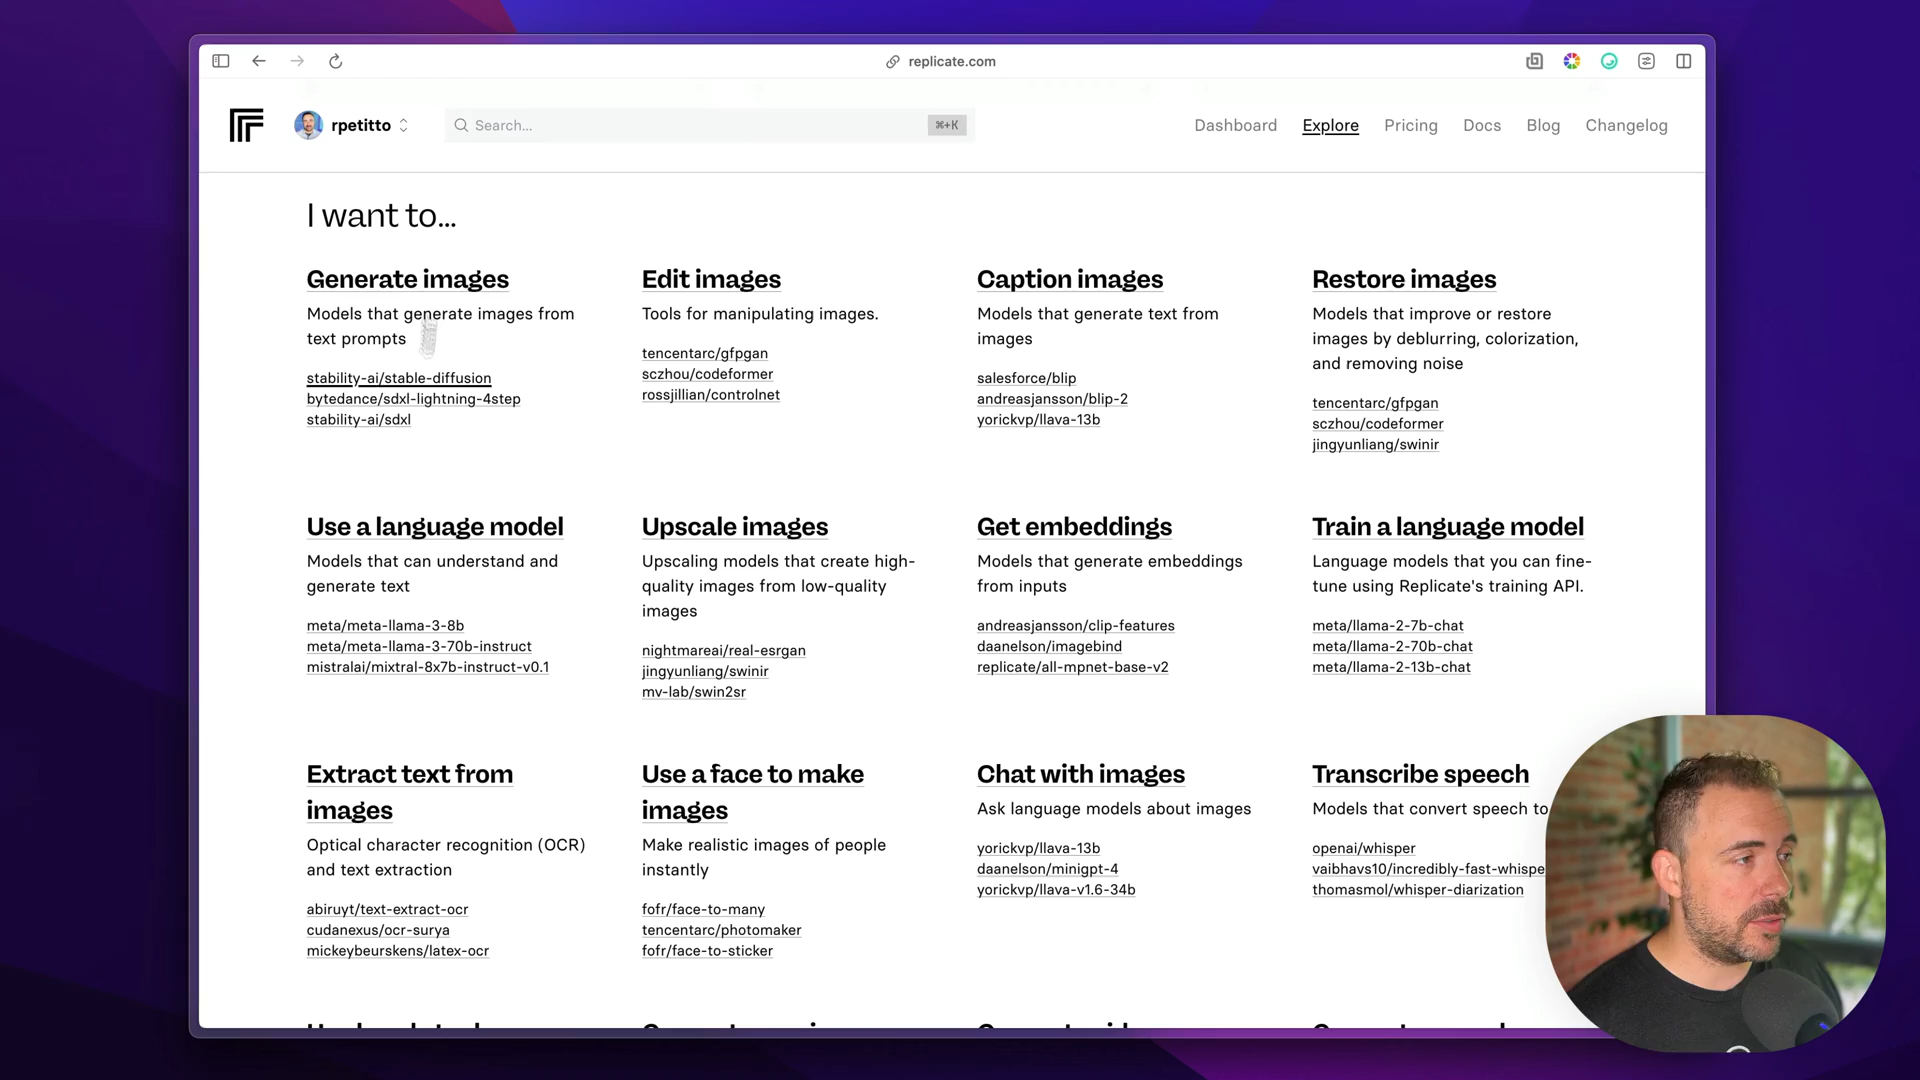 replicate.com
rpetitto
Search...
⌘+K
Dashboard
Explore
Pricing
Docs
Blog
Changelog
I want to...
Generate images
Models that generate images from
text prompts
stability-ai/stable-diffusion
bytedance/sdxl-lightning-4step
stability-ai/sdxl
Edit images
Tools for manipulating images.
tencentarc/gfpgan
sczhou/codeformer
rossjillian/controlnet
Caption images
Models that generate text from
images
salesforce/blip
andreasjansson/blip-2
yorickvp/llava-13b
Restore images
Models that improve or restore
images by deblurring, colorization,
and removing noise
tencentarc/gfpgan
sczhou/codeformer
jingyunliang/swinir
Use a language model
Models that can understand and
generate text
meta/meta-llama-3-8b
meta/meta-llama-3-70b-instruct
mistralai/mixtral-8x7b-instruct-v0.1
Upscale images
Upscaling models that create high-
quality images from low-quality
images
nightmareai/real-esrgan
jingyunliang/swinir
mv-lab/swin2sr
Get embeddings
Models that generate embeddings
from inputs
andreasjansson/clip-features
daanelson/imagebind
replicate/all-mpnet-base-v2
Train a language model
Language models that you can fine-
tune using Replicate's training API.
meta/llama-2-7b-chat
meta/llama-2-70b-chat
meta/llama-2-13b-chat
Extract text from
images
Optical character recognition (OCR)
and text extraction
abiruyt/text-extract-ocr
cudanexus/ocr-surya
mickeybeurskens/latex-ocr
Use a face to make
images
Make realistic images of people
instantly
fofr/face-to-many
tencentarc/photomaker
fofr/face-to-sticker
Chat with images
Ask language models about images
yorickvp/llava-13b
daanelson/minigpt-4
yorickvp/llava-v1.6-34b
Transcribe speech
Models that convert speech to
openai/whisper
vaibhavs10/incredibly-fast-whispe
thomasmol/whisper-diarization